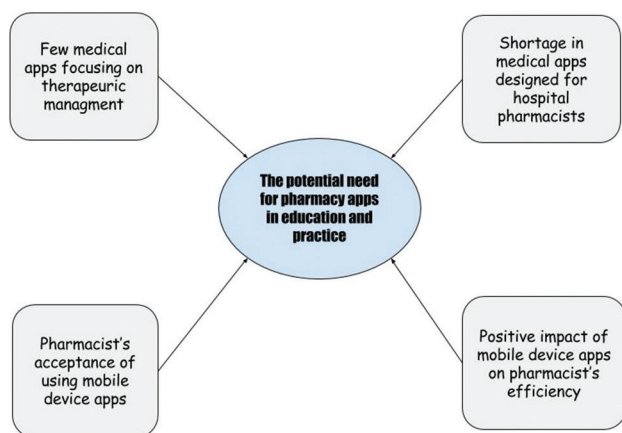 Few medical
apps focusing on
therapeuric
managment
Shortage in
medical apps
designed for
hospital
pharmacists
The potential need
for pharmacy apps
in education and
practice
Pharmacist's
acceptance of
using mobile
device apps
Positive impact of
mobile device apps
on pharmacist's
efficiency